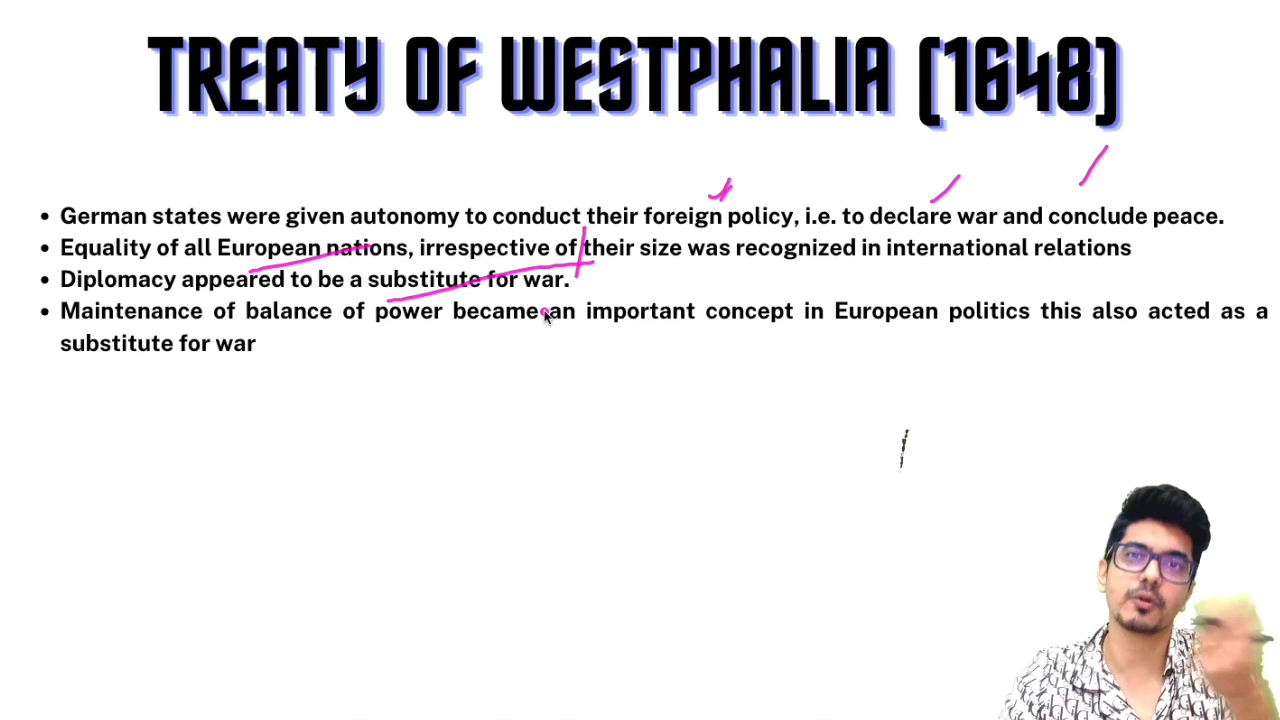 TREATY OF WESTPHALIA (1648)
• German states were given autonomy to conduct their foreign policy, i.e. to declare war and conclude peace.
• Equality of all European nations, irrespective of their size was recognized in international relations
• Diplomacy appeared to be a substitute for war.
• Maintenance of balance of power became an important concept in European politics this also acted as a
substitute for war